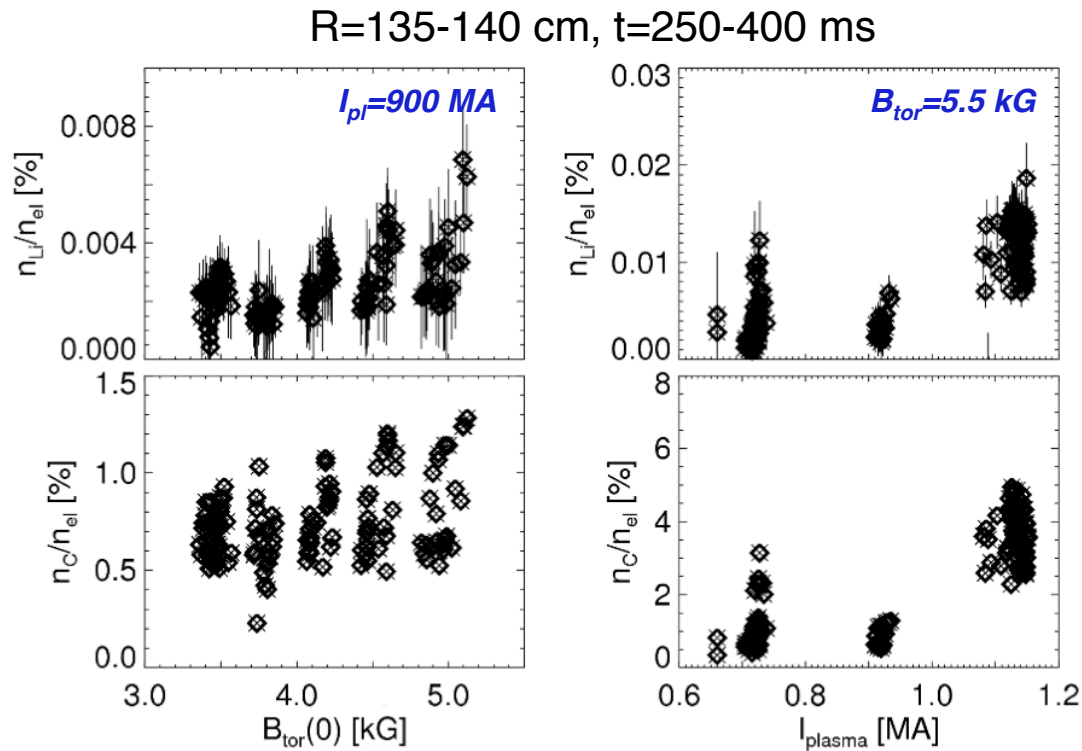 R=135-140 cm, t=250-400 ms
I_pl=900 MA
0.008
0.004
0.000
n_Li/n_el [%]
B_tor=5.5 kG
0.03
0.02
0.01
0.00
n_Li/n_el [%]
1.5
1.0
0.5
0.0
n_C/n_el [%]
3.0 4.0 5.0
B_tor(0) [kG]
8
6
4
2
0
n_C/n_el [%]
0.6 0.8 1.0 1.2
I_plasma [MA]